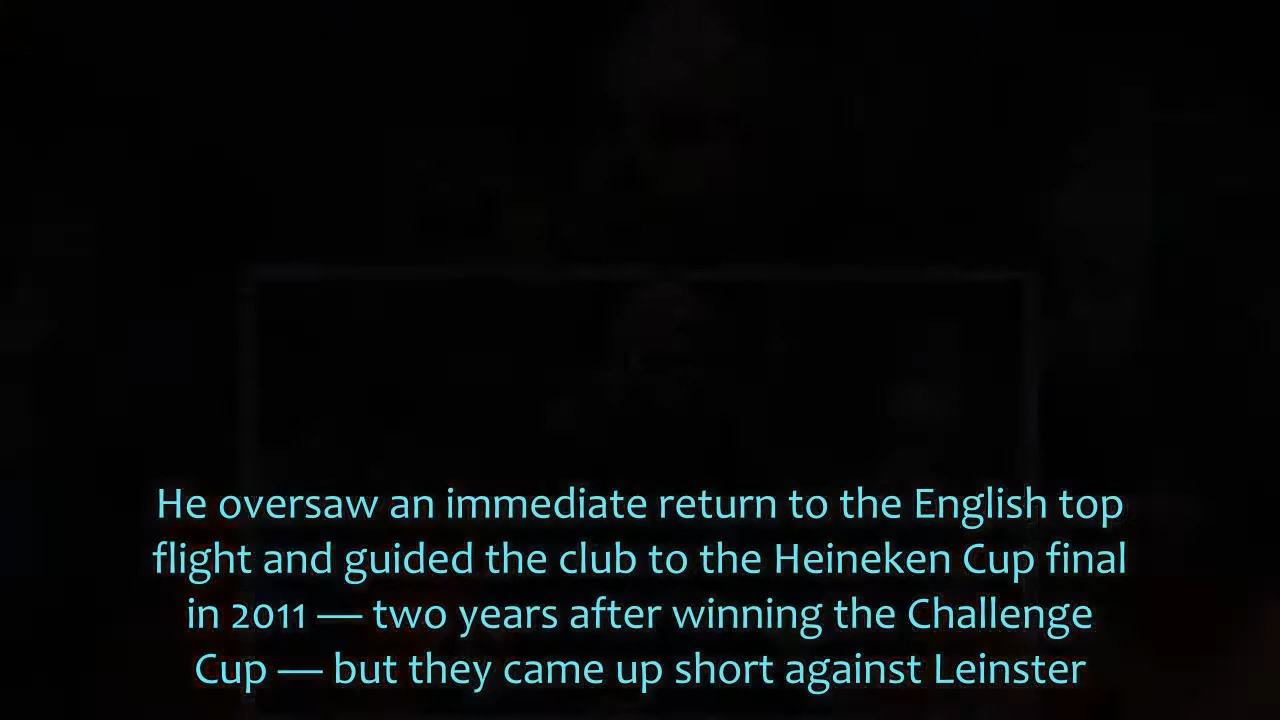 He oversaw an immediate return to the English top
flight and guided the club to the Heineken Cup final
in 2011 — two years after winning the Challenge
Cup — but they came up short against Leinster